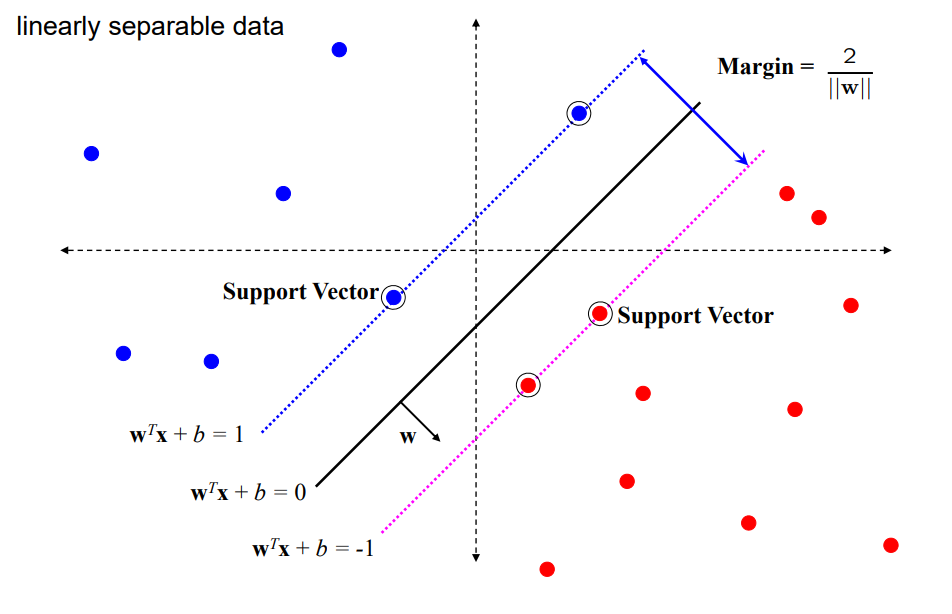 linearly separable data
Margin = 2 / ||w||
Support Vector
Support Vector
wᵀx + b = 1
w
wᵀx + b = 0
wᵀx + b = -1